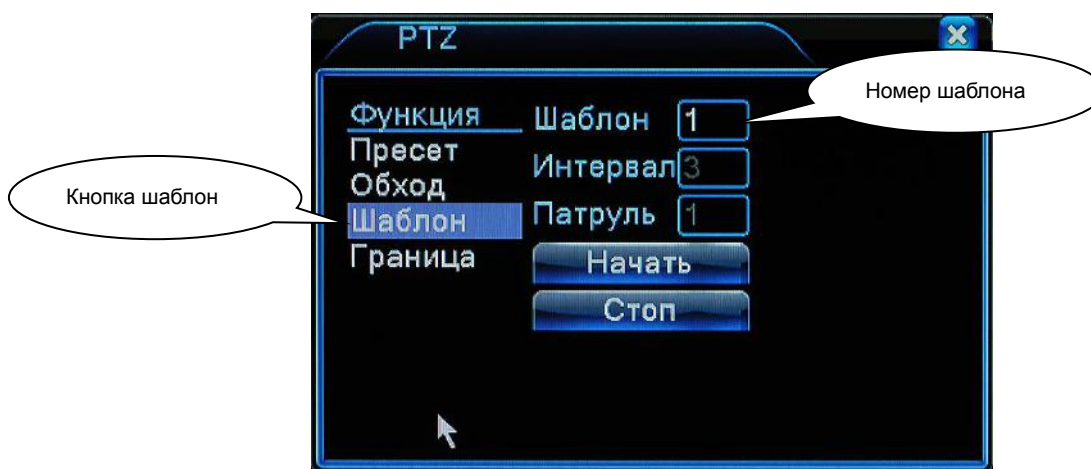 PTZ
Номер шаблона
Функция
Шаблон 1
Пресет
Интервал 3
Обход
Кнопка шаблон
Шаблон
Патруль 1
Граница
Начать
Стоп